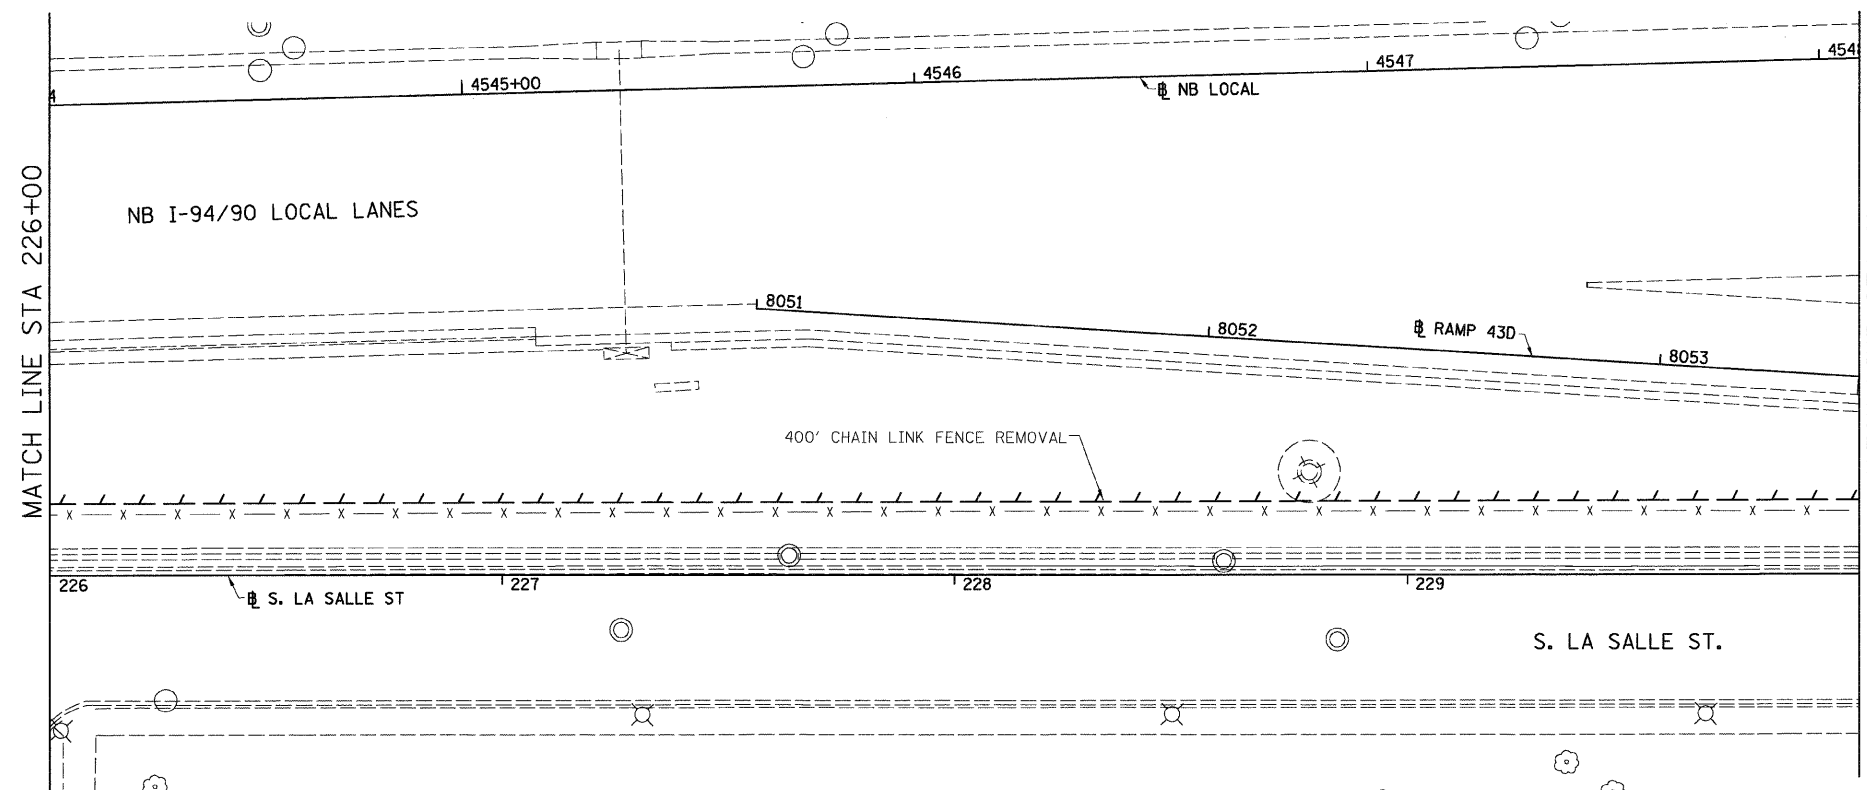 4545+00
4546
4547
454
4
℄ NB LOCAL
MATCH LINE STA 226+00
NB I-94/90 LOCAL LANES
8051
8052
8053
℄ RAMP 43D
400' CHAIN LINK FENCE REMOVAL
X X X X X X X X X X X X X X X X X X X X X X X X X X X X X X X X X
226
227
228
229
℄ S. LA SALLE ST
S. LA SALLE ST.